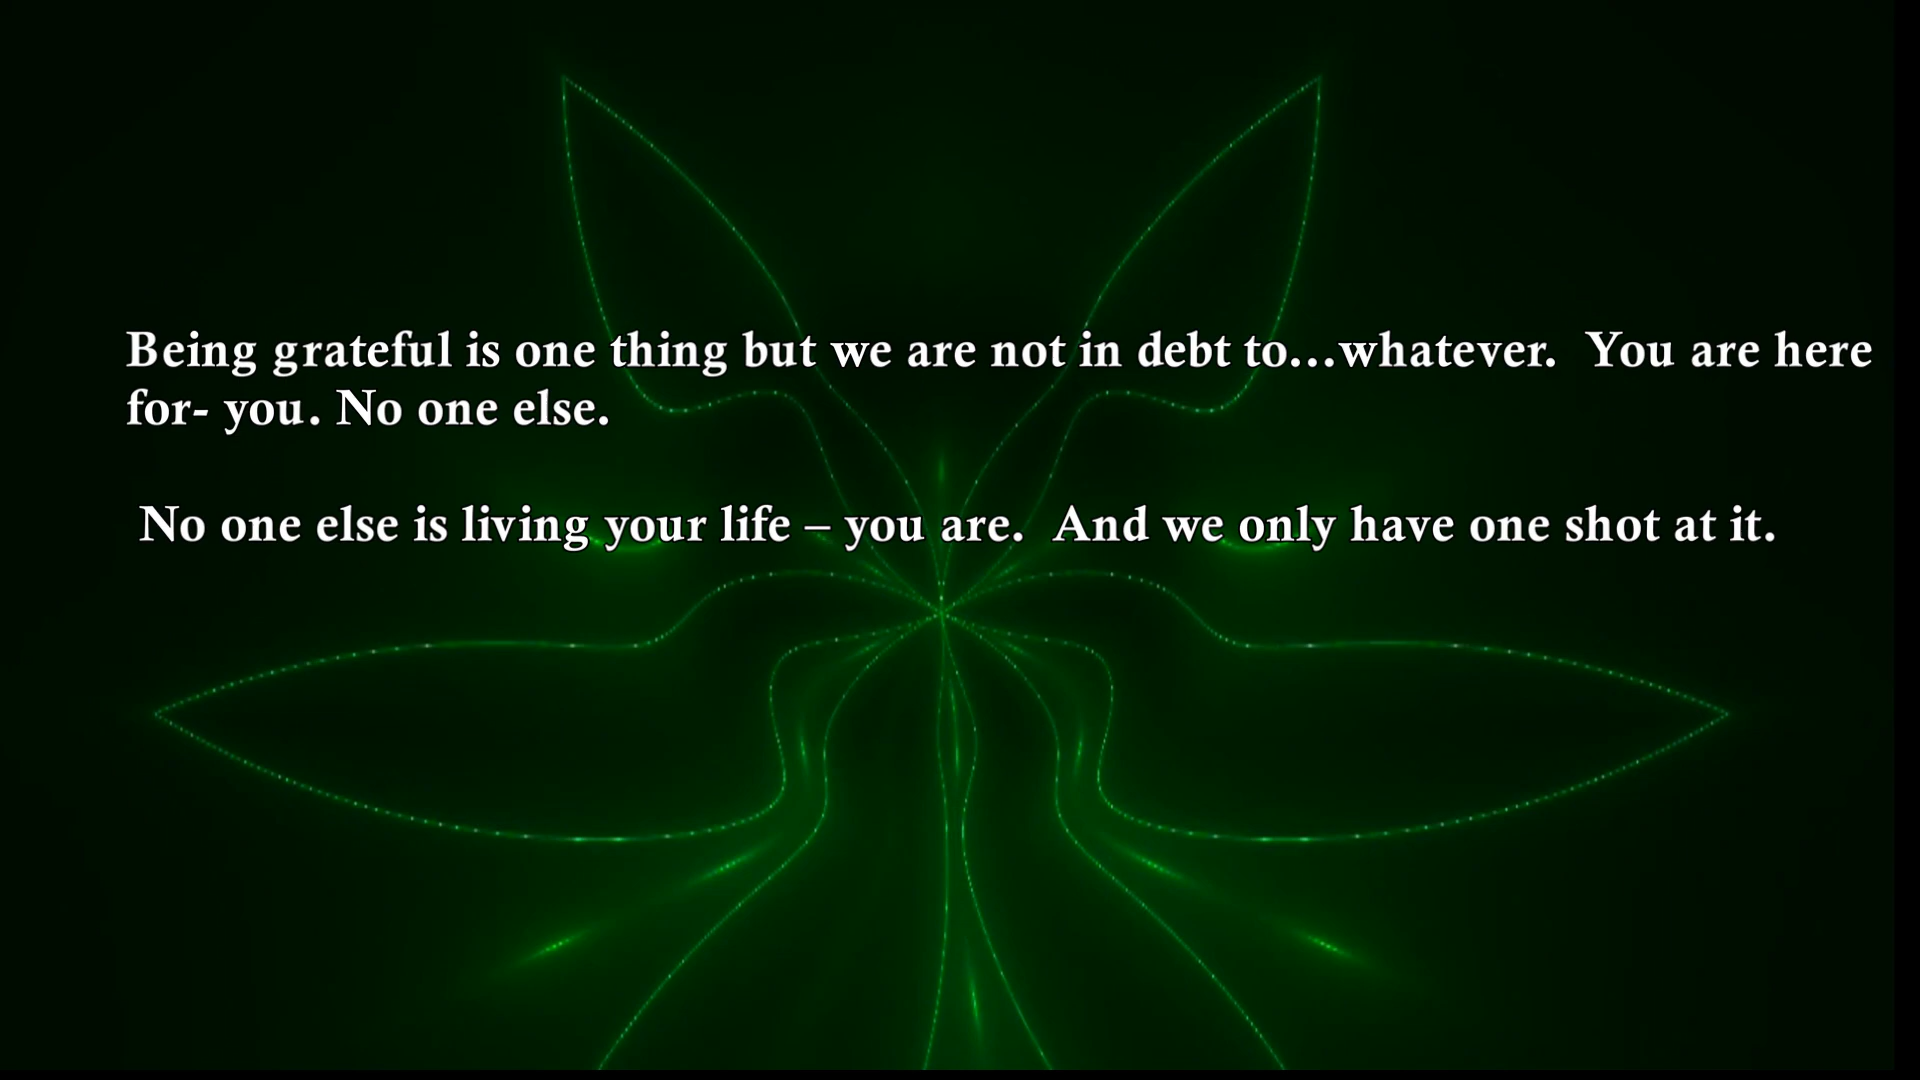 Being grateful is one thing but we are not in debt to...whatever.  You are here
for- you. No one else.
No one else is living your life – you are.  And we only have one shot at it.